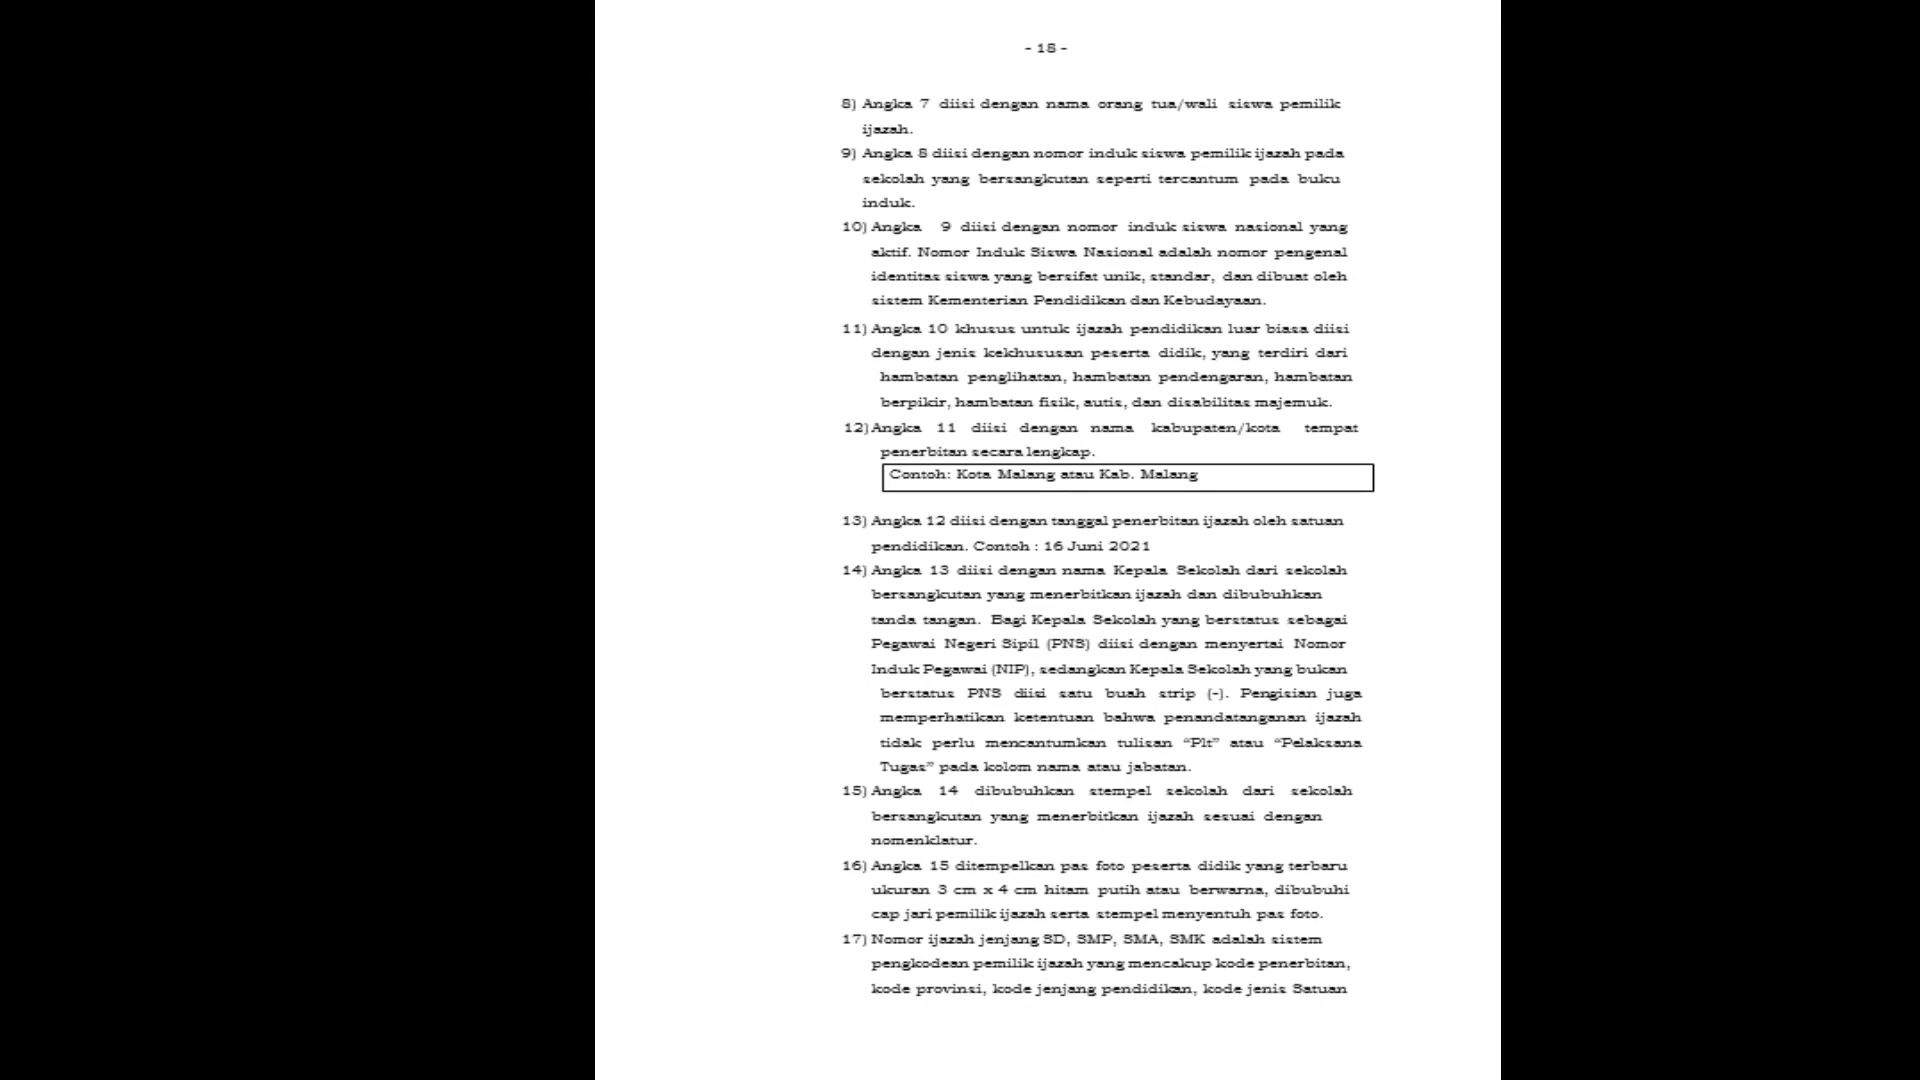 - 18 -
8) Angka 7 diisi dengan nama orang tua/wali siswa pemilik
ijazah.
9) Angka 8 diisi dengan nomor induk siswa pemilik ijazah pada
sekolah yang bersangkutan seperti tercantum pada buku
induk.
10) Angka 9 diisi dengan nomor induk siswa nasional yang
aktif. Nomor Induk Siswa Nasional adalah nomor pengenal
identitas siswa yang bersifat unik, standar, dan dibuat oleh
sistem Kementerian Pendidikan dan Kebudayaan.
11) Angka 10 khusus untuk ijazah pendidikan luar biasa diisi
dengan jenis kekhususan peserta didik, yang terdiri dari
hambatan penglihatan, hambatan pendengaran, hambatan
berpikir, hambatan fisik, autis, dan disabilitas majemuk.
12) Angka 11 diisi dengan nama kabupaten/kota tempat
penerbitan secara lengkap.
Contoh: Kota Malang atau Kab. Malang
13) Angka 12 diisi dengan tanggal penerbitan ijazah oleh satuan
pendidikan. Contoh : 16 Juni 2021
14) Angka 13 diisi dengan nama Kepala Sekolah dari sekolah
bersangkutan yang menerbitkan ijazah dan dibubuhkan
tanda tangan. Bagi Kepala Sekolah yang berstatus sebagai
Pegawai Negeri Sipil (PNS) diisi dengan menyertai Nomor
Induk Pegawai (NIP), sedangkan Kepala Sekolah yang bukan
berstatus PNS diisi satu buah strip (-). Pengisian juga
memperhatikan ketentuan bahwa penandatanganan ijazah
tidak perlu mencantumkan tulisan “Plt” atau “Pelaksana
Tugas” pada kolom nama atau jabatan.
15) Angka 14 dibubuhkan stempel sekolah dari sekolah
bersangkutan yang menerbitkan ijazah sesuai dengan
nomenklatur.
16) Angka 15 ditempelkan pas foto peserta didik yang terbaru
ukuran 3 cm x 4 cm hitam putih atau berwarna, dibubuhi
cap jari pemilik ijazah serta stempel menyentuh pas foto.
17) Nomor ijazah jenjang SD, SMP, SMA, SMK adalah sistem
pengkodean pemilik ijazah yang mencakup kode penerbitan,
kode provinsi, kode jenjang pendidikan, kode jenis Satuan